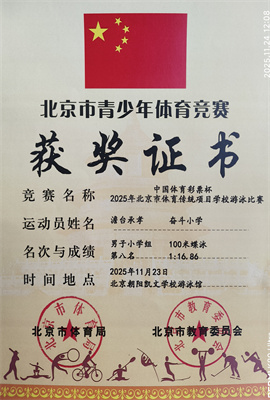 北京市青少年体育竞赛
获奖证书
竞赛名称 中国体育彩票杯
2025年北京市体育传统项目学校游泳比赛
运动员姓名 澹台承孝 奋斗小学
名次与成绩 男子小学组 100米蝶泳
第八名 1:16.86
时间地点 2025年11月23日
北京朝阳凯文学校游泳馆
北京市体育局 北京市教育委员会